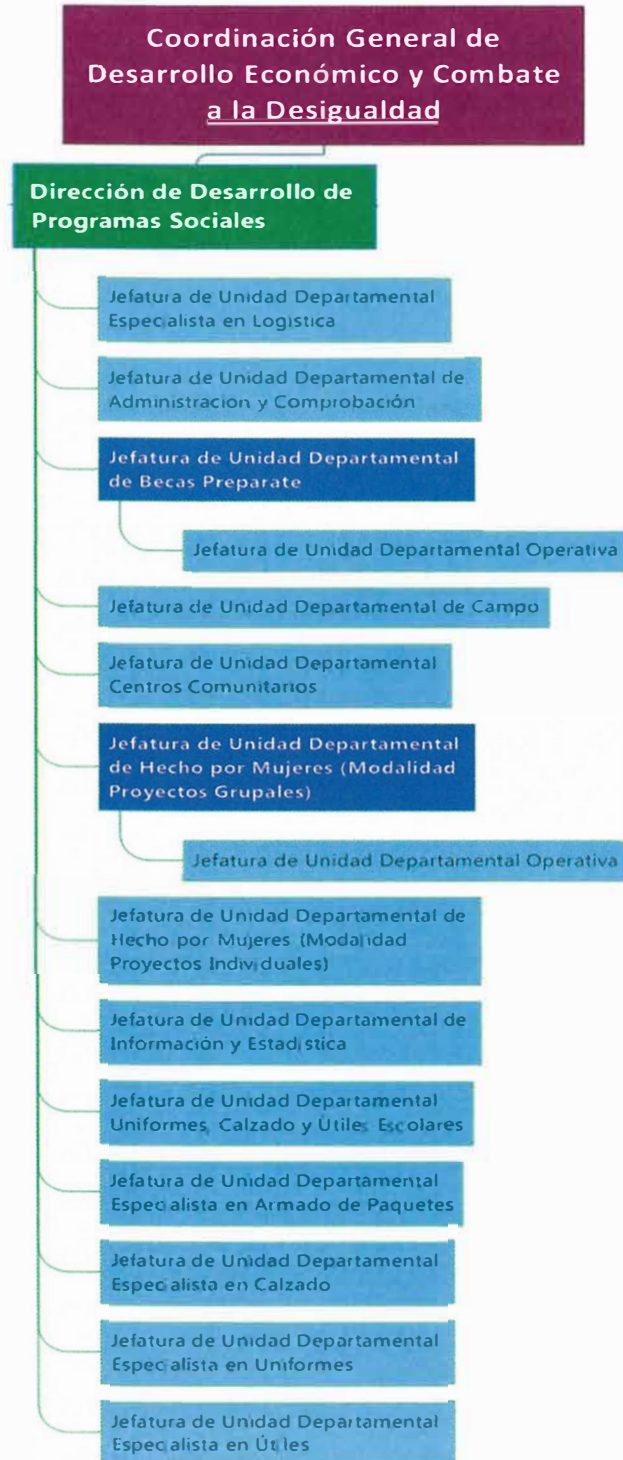 Coordinación General de
Desarrollo Económico y Combate
a la Desigualdad
Dirección de Desarrollo de
Programas Sociales
Jefatura de Unidad Departamental
Especialista en Logistica
Jefatura de Unidad Departamental de
Administracion y Comprobación
Jefatura de Unidad Departamental
de Becas Preparate
Jefatura de Unidad Departamental Operativa
Jefatura de Unidad Departamental de Campo
Jefatura de Unidad Departamental
Centros Comunitarios
Jefatura de Unidad Departamental
de Hecho por Mujeres (Modalidad
Proyectos Grupales)
Jefatura de Unidad Departamental Operativa
Jefatura de Unidad Departamental de
Hecho por Mujeres (Modalidad
Proyectos Individuales)
Jefatura de Unidad Departamental de
Información y Estadistica
Jefatura de Unidad Departamental
Uniformes, Calzado y Útiles Escolares
Jefatura de Unidad Departamental
Especialista en Armado de Paquetes
Jefatura de Unidad Departamental
Especialista en Calzado
Jefatura de Unidad Departamental
Especialista en Uniformes
Jefatura de Unidad Departamental
Especialista en Útiles